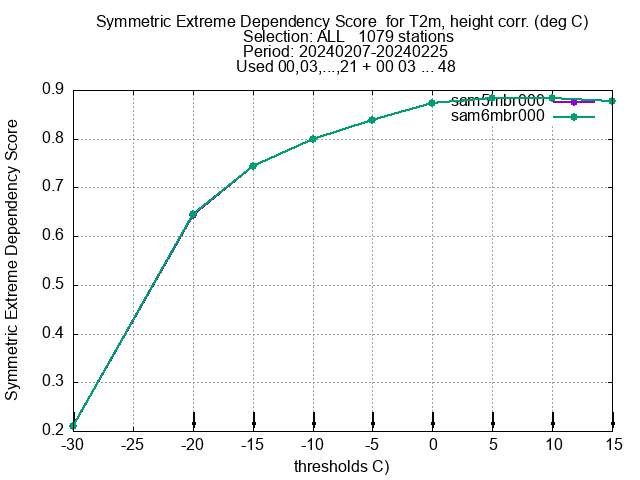 Symmetric Extreme Dependency Score for T2m, height corr. (deg C)
Selection: ALL 1079 stations
Period: 20240207-20240225
Used 00,03,...,21 + 00 03 ... 48
Symmetric Extreme Dependency Score
0.9
0.8
0.7
0.6
0.5
0.4
0.3
0.2
sam5mbr000
sam6mbr000
-30 -25 -20 -15 -10 -5 0 5 10 15
thresholds C)